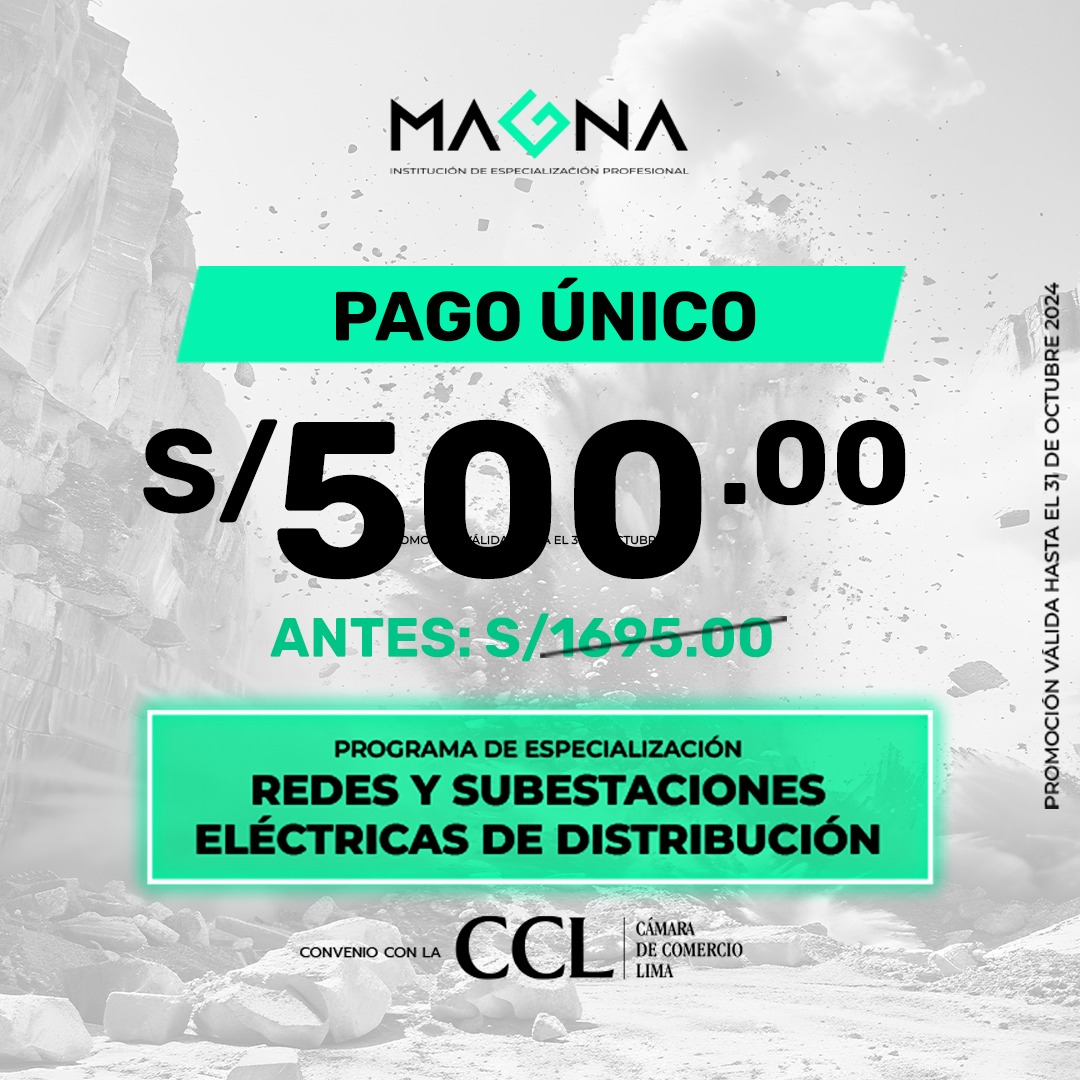 MAGNA
INSTITUCIÓN DE ESPECIALIZACIÓN PROFESIONAL
PAGO ÚNICO
S/500.00
ANTES: S/1695.00
PROGRAMA DE ESPECIALIZACIÓN
REDES Y SUBESTACIONES
ELÉCTRICAS DE DISTRIBUCIÓN
CONVENIO CON LA
CCL
CÁMARA
DE COMERCIO
LIMA
PROMOCIÓN VÁLIDA HASTA EL 31 DE OCTUBRE 2024